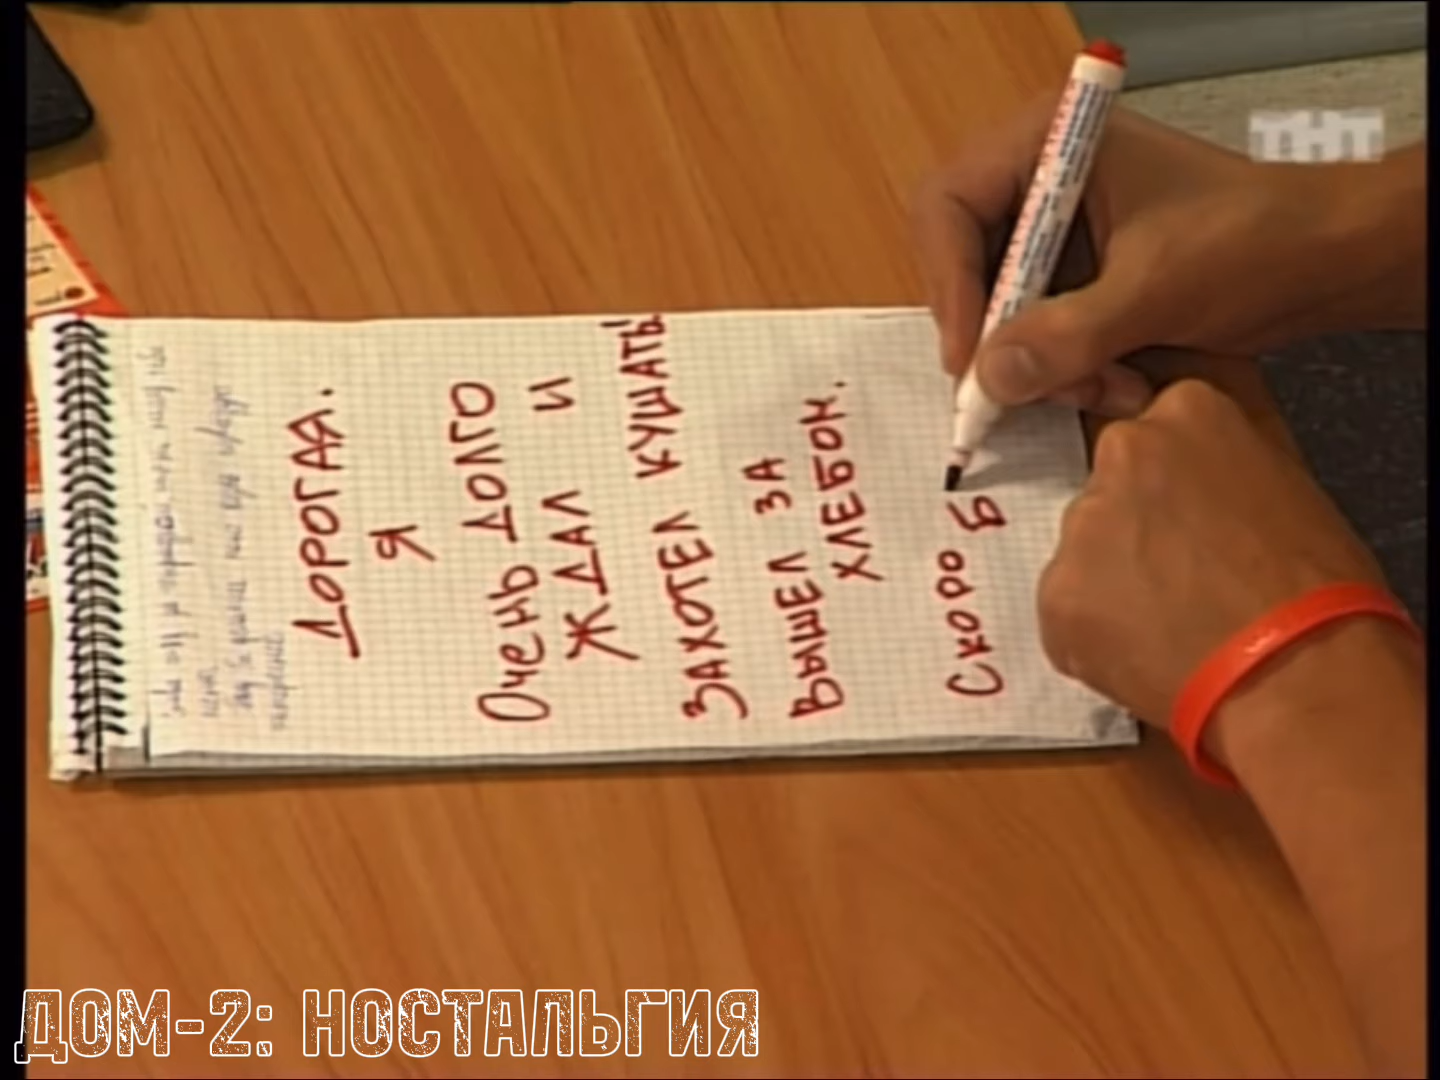 ДОРОГАЯ.
Я
ОЧЕНЬ ДОЛГО
ЖДАЛ И
ЗАХОТЕЛ КУШАТЬ
ВЫШЕЛ ЗА
ХЛЕБОМ.
СКОРО Б
ТНТ
ДОМ-2: НОСТАЛЬГИЯ